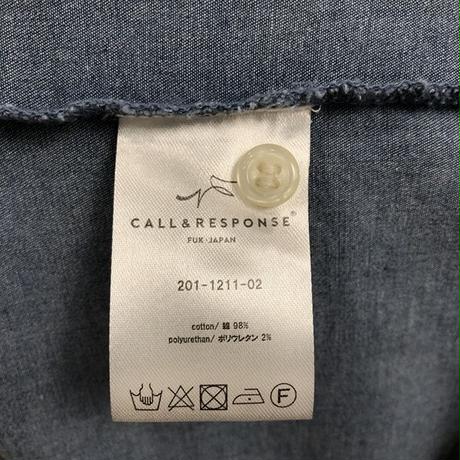 CALL & RESPONSE®
FUK·JAPAN
201-1211-02
cotton/ 綿 98%
polyurethan/ ポリウレタン 2%
F